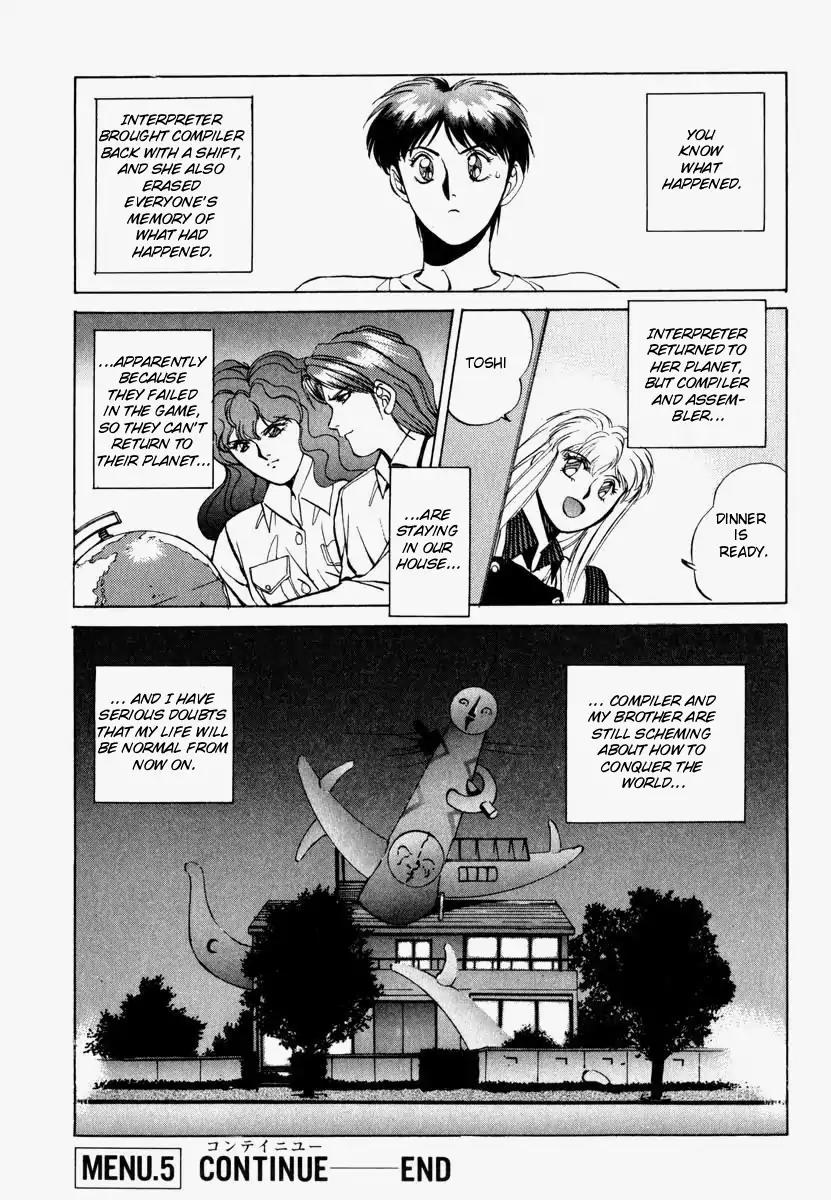 YOU
KNOW
WHAT
HAPPENED.
INTERPRETER
BROUGHT COMPILER
BACK WITH A SHIFT,
AND SHE ALSO
ERASED
EVERYONE'S
MEMORY OF
WHAT HAD
HAPPENED.
INTERPRETER
RETURNED TO
HER PLANET,
BUT COMPILER
AND ASSEM-
BLER...
TOSHI
DINNER
IS
READY.
...APPARENTLY
BECAUSE
THEY FAILED
IN THE GAME,
SO THEY CAN'T
RETURN TO
THEIR PLANET...
...ARE
STAYING
IN OUR
HOUSE...
... COMPILER AND
MY BROTHER ARE
STILL SCHEMING
ABOUT HOW TO
CONQUER THE
WORLD...
... AND I HAVE
SERIOUS DOUBTS
THAT MY LIFE WILL
BE NORMAL FROM
NOW ON.
コンテイニユー
MENU.5 CONTINUE——END